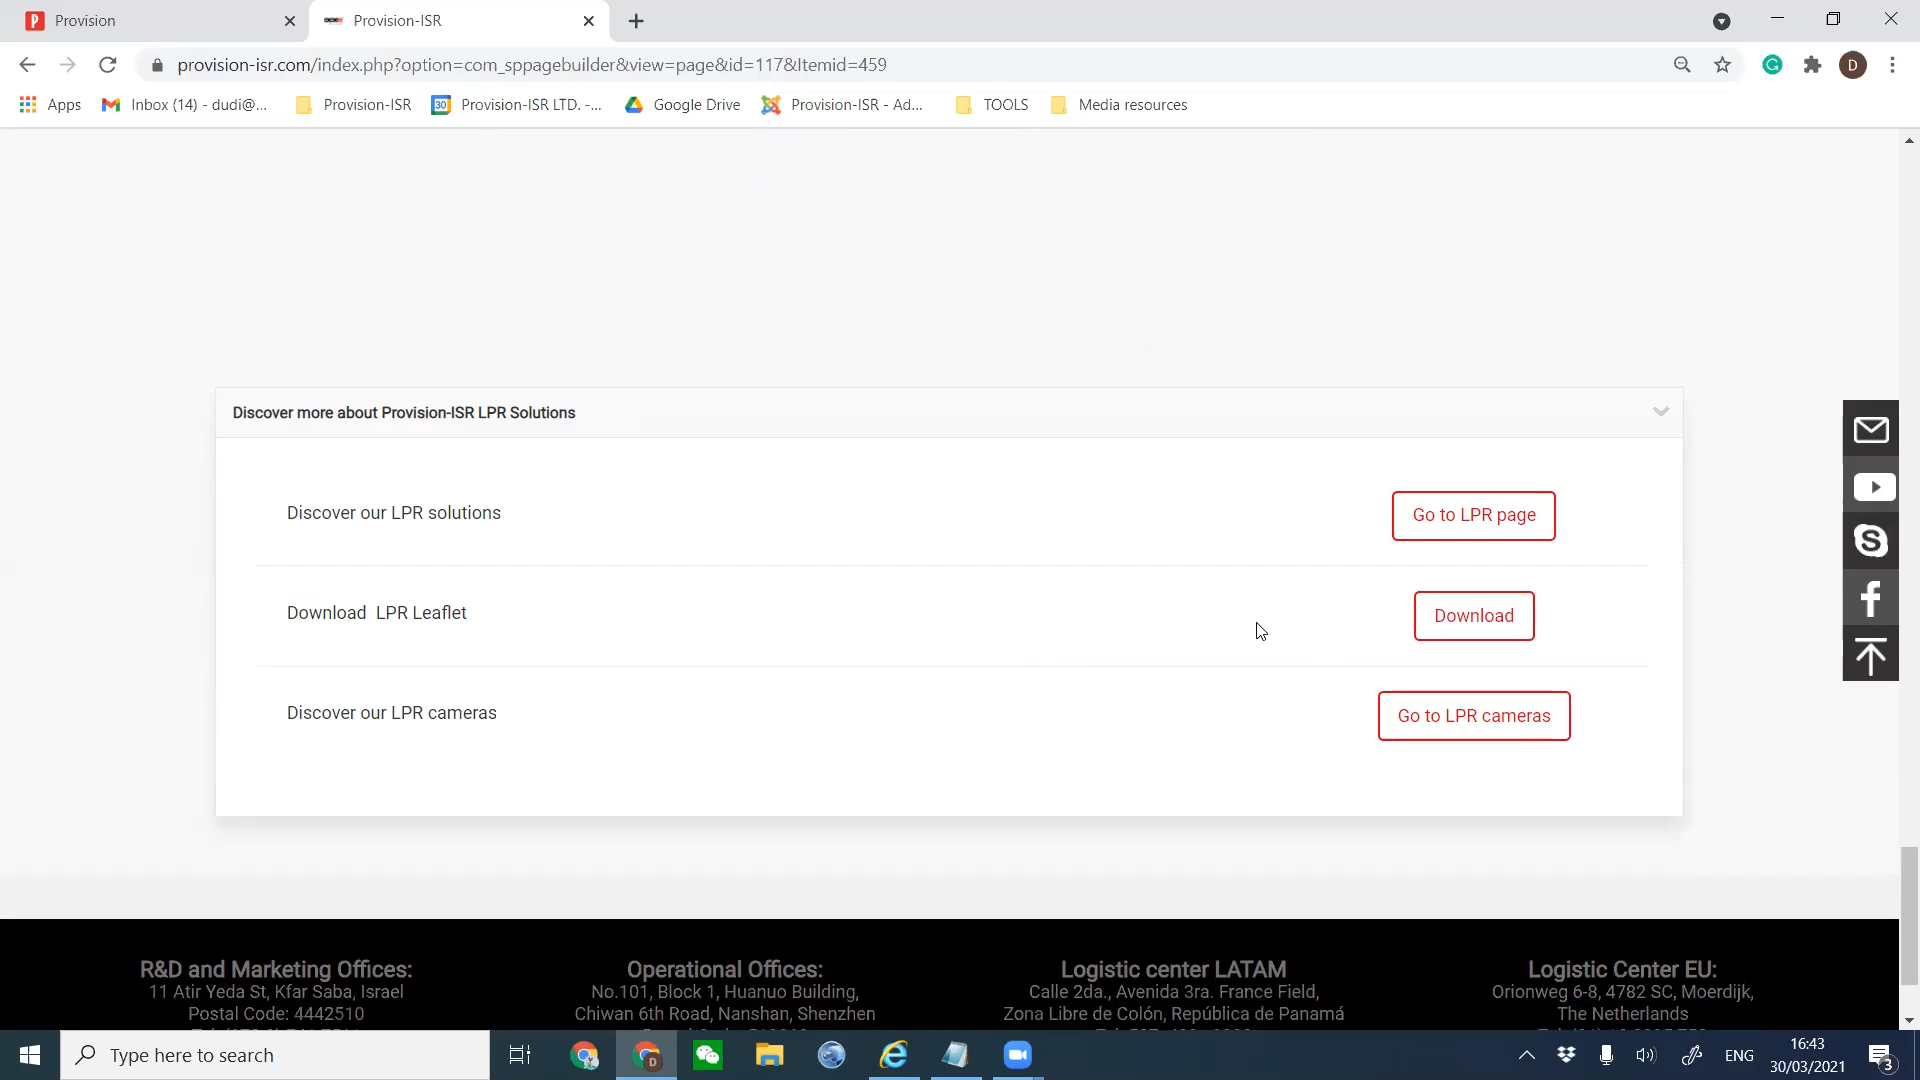 Provision
Provision-ISR
provision-isr.com/index.php?option=com_sppagebuilder&view=page&id=117&Itemid=459
D
Apps
Inbox (14) - dudi@...
Provision-ISR
30
Provision-ISR LTD. -...
Google Drive
Provision-ISR - Ad...
TOOLS
Media resources
Discover more about Provision-ISR LPR Solutions
Discover our LPR solutions
Go to LPR page
Download LPR Leaflet
Download
Discover our LPR cameras
Go to LPR cameras
R&D and Marketing Offices:
11 Atir Yeda St, Kfar Saba, Israel
Postal Code: 4442510
Operational Offices:
No.101, Block 1, Huanuo Building,
Chiwan 6th Road, Nanshan, Shenzhen
Logistic center LATAM
Calle 2da., Avenida 3ra. France Field,
Zona Libre de Colón, República de Panamá
Logistic Center EU:
Orionweg 6-8, 4782 SC, Moerdijk,
The Netherlands
Type here to search
D
ENG
16:43
30/03/2021
3